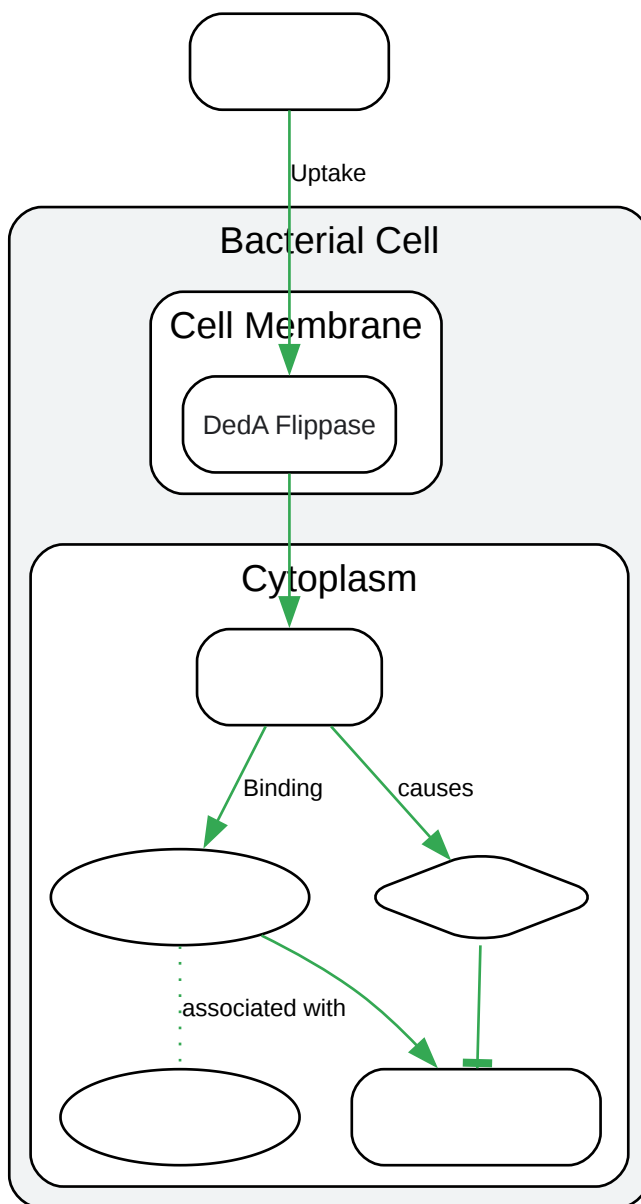 Uptake
Bacterial Cell
Cell Membrane
DedA Flippase
Cytoplasm
Binding
causes
associated with